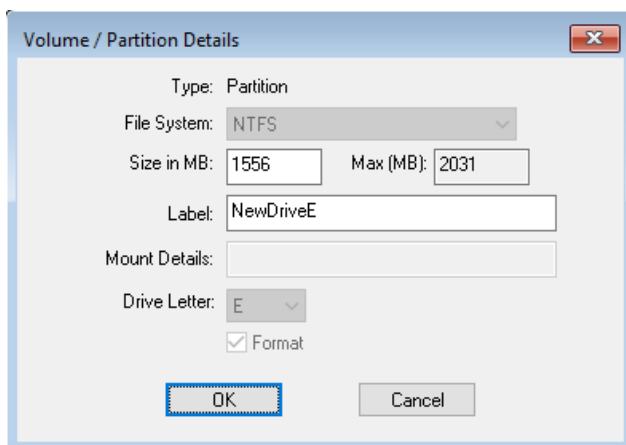 Volume / Partition Details
Type: Partition
File System: NTFS
Size in MB: 1556 Max (MB): 2031
Label: NewDriveE
Mount Details:
Drive Letter: E
Format
OK Cancel